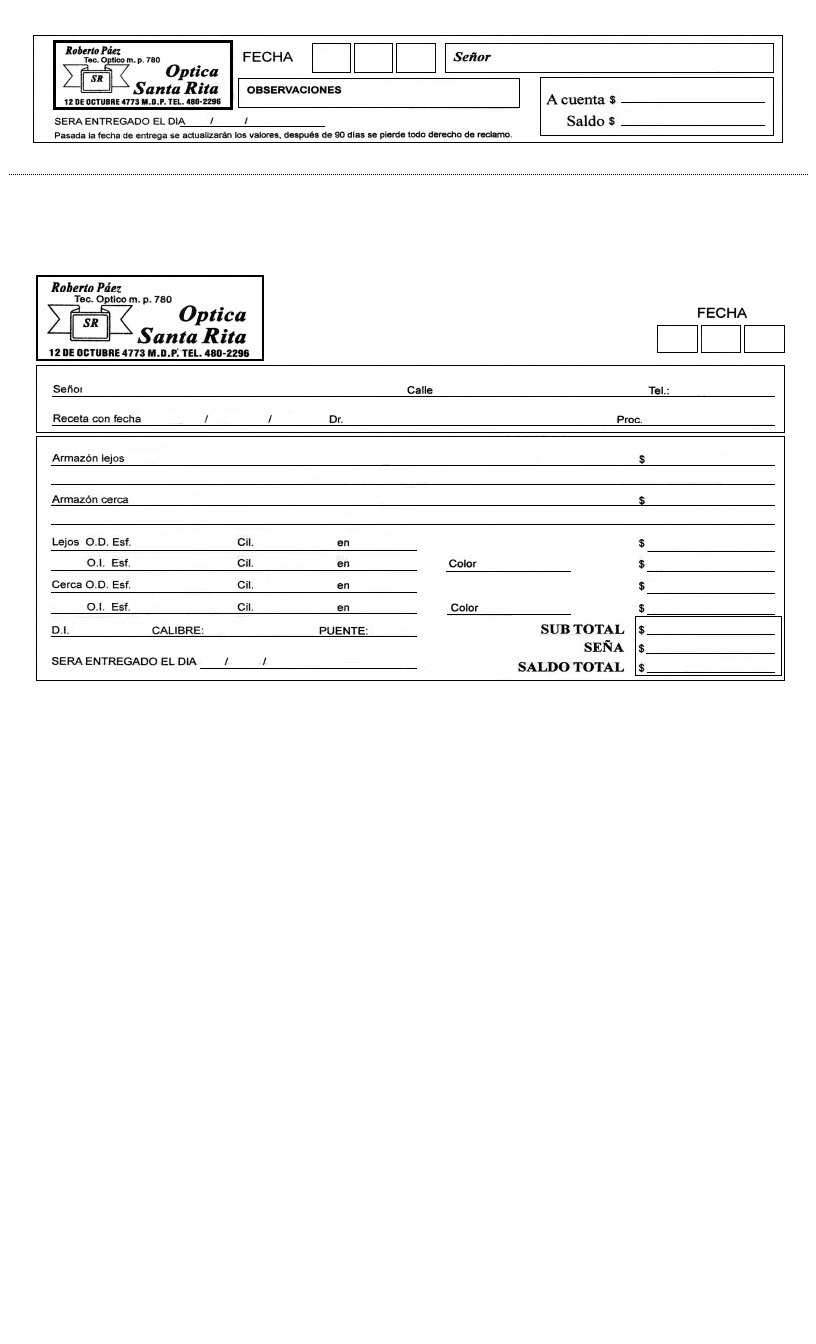 Roberto Páez
Tec. Optico m. p. 780
SR
Optica
Santa Rita
12 DE OCTUBRE 4773 M.D.P. TEL. 480-2296
FECHA
Señor
OBSERVACIONES
A cuenta $
Saldo $
SERA ENTREGADO EL DIA / /
Pasada la fecha de entrega se actualizarán los valores, después de 90 días se pierde todo derecho de reclamo.
Roberto Páez
Tec. Optico m. p. 780
SR
Optica
Santa Rita
12 DE OCTUBRE 4773 M.D.P. TEL. 480-2296
FECHA
Señor Calle Tel.:
Receta con fecha / / Dr. Proc.
Armazón lejos $
Armazón cerca $
Lejos O.D. Esf. Cil. en $
O.I. Esf. Cil. en Color $
Cerca O.D. Esf. Cil. en $
O.I. Esf. Cil. en Color $
D.I. CALIBRE: PUENTE: SUB TOTAL $
SEÑA $
SERA ENTREGADO EL DIA / / SALDO TOTAL $